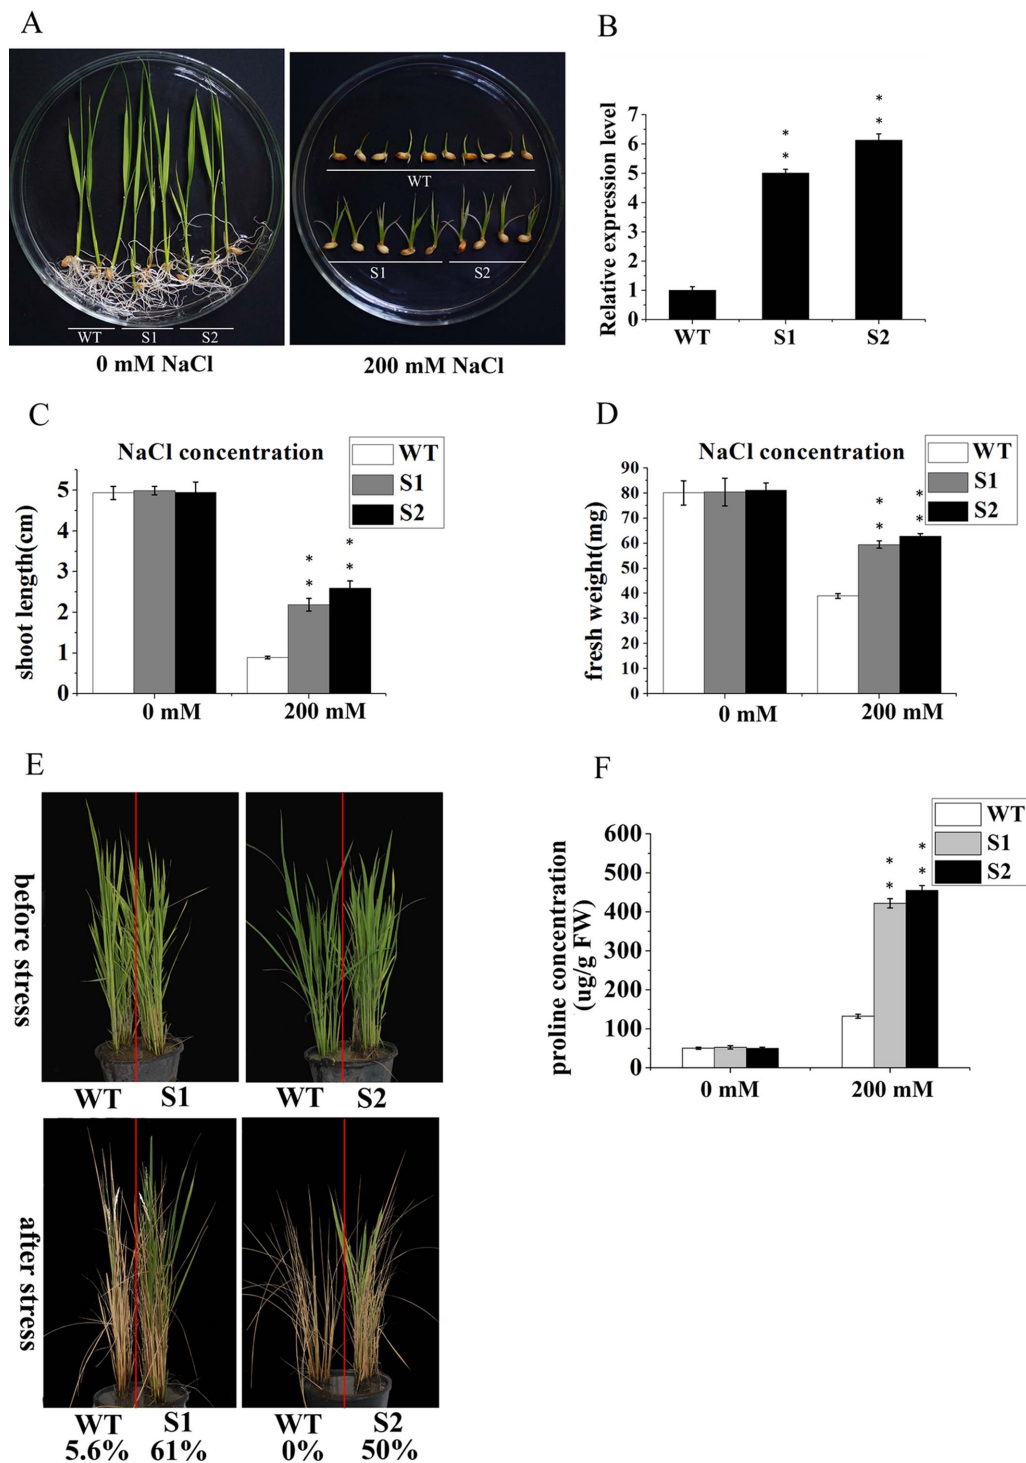 A
WT
S1
S2
0 mM NaCl
WT
S1
S2
200 mM NaCl
B
Relative expression level
7
6
5
4
3
2
1
0
* *
* *
WT
S1
S2
C
NaCl concentration
WT
S1
S2
shoot length(cm)
5
4
3
2
1
0
* *
* *
0 mM
200 mM
D
NaCl concentration
WT
S1
S2
fresh weight(mg)
90
80
70
60
50
40
30
20
10
0
* *
* *
0 mM
200 mM
E
before stress
WT
S1
WT
S2
after stress
WT
S1
WT
S2
5.6%
61%
0%
50%
F
WT
S1
S2
proline concentration
(ug/g FW)
600
500
400
300
200
100
0
* *
* *
0 mM
200 mM